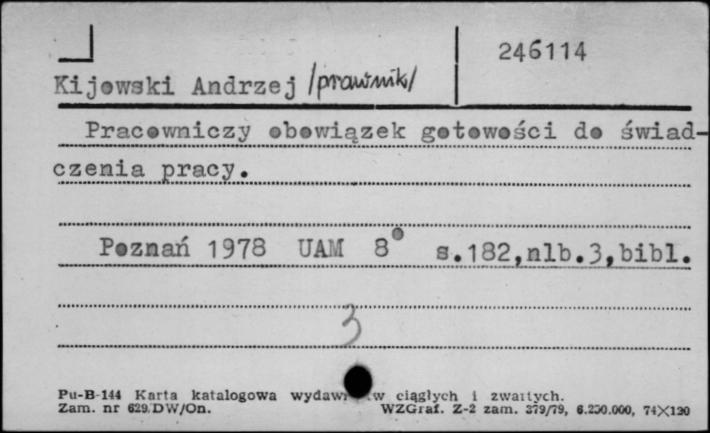 246114
Kijowski Andrzej /prawnik/
Pracowniczy obowiązek gotowości do świad-
czenia pracy.
Poznań 1978 UAM 8° s.182,nlb.3,bibl.
3
Pu-B-144 Karta katalogowa ciągłych i zwartych.
Zam. nr 629/DW/On. WZGraf. Z-2 zam. 379/79, 6.250.000, 74X120